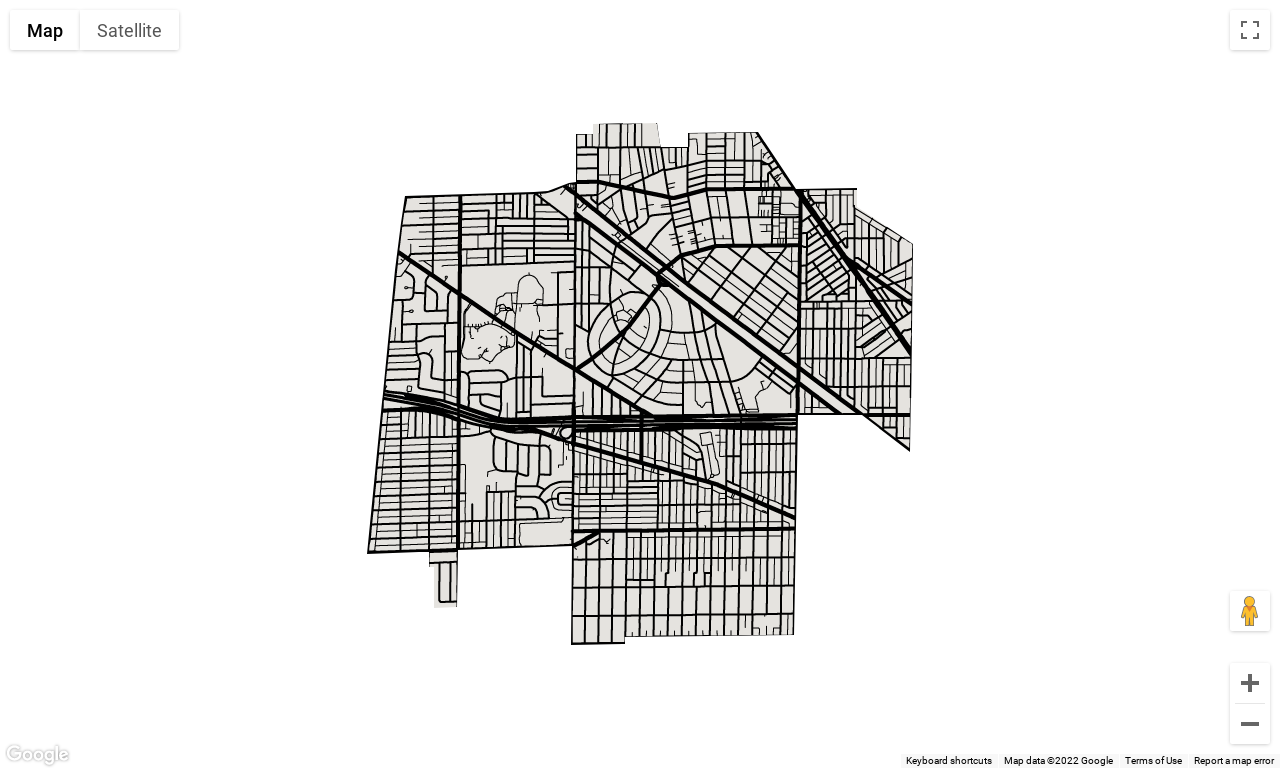 Map
Satellite
Google
Keyboard shortcuts
Map data ©2022 Google
Terms of Use
Report a map error